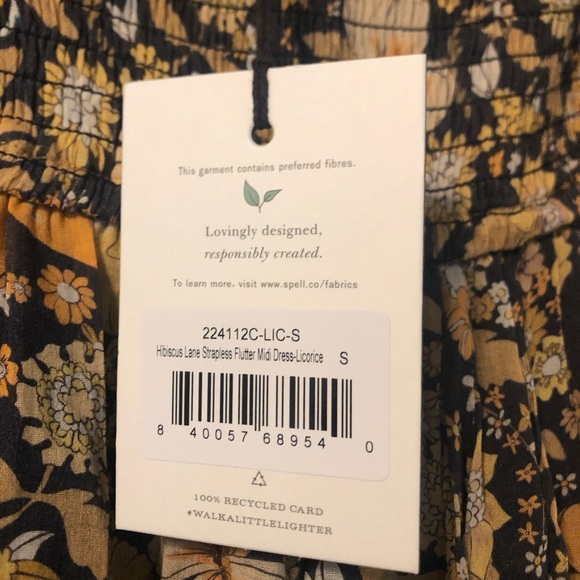 This garment contains preferred fibres.
Lovingly designed,
responsibly created.
To learn more, visit www.spell.co/fabrics
224112C-LIC-S
Hibiscus Lane Strapless Flutter Midi Dress-Licorice S
8 40057 68954 0
100% RECYCLED CARD
#WALKALITTLELIGHTER